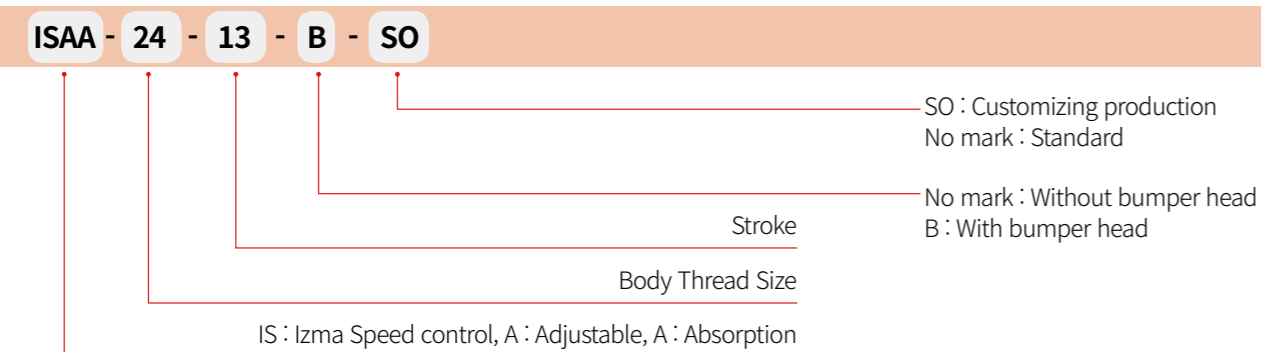 ISAA - 24 - 13 - B - SO
SO : Customizing production
No mark : Standard
No mark : Without bumper head
B : With bumper head
Stroke
Body Thread Size
IS : Izma Speed control, A : Adjustable, A : Absorption